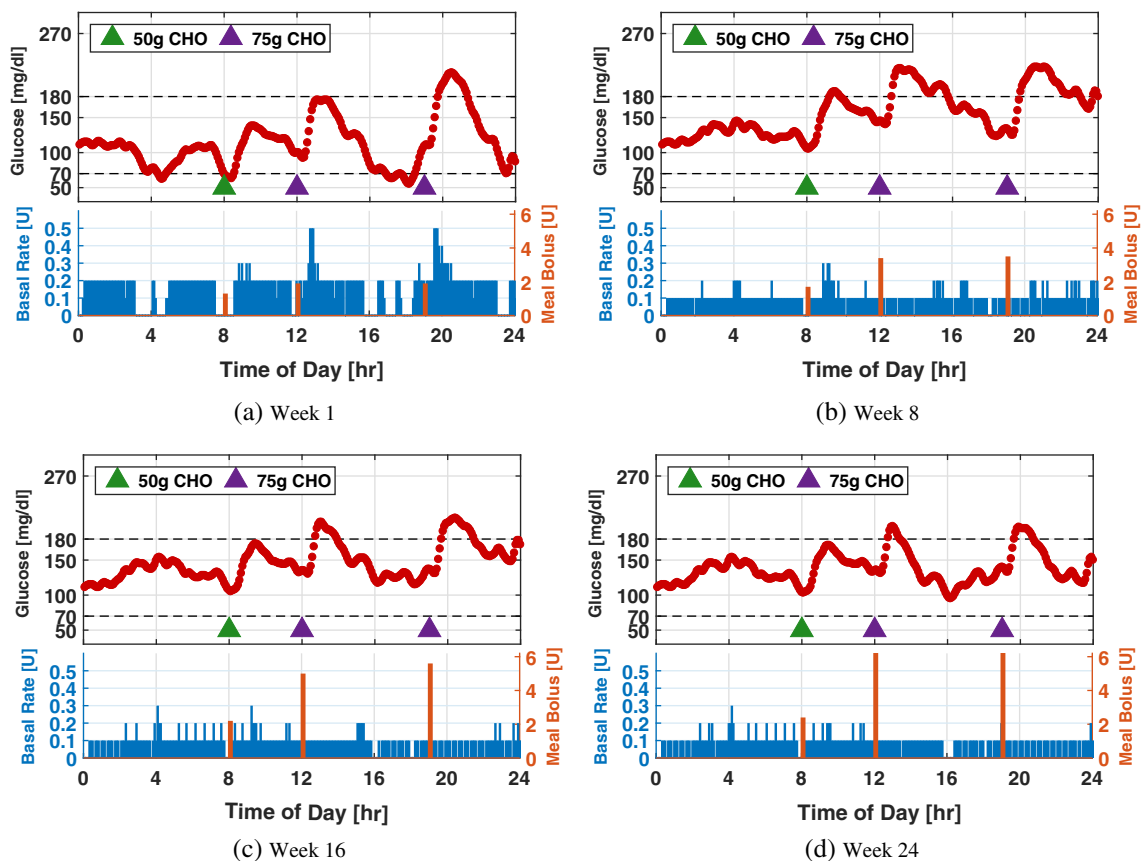 50g CHO 75g CHO
Glucose [mg/dl]
270
180
150
100
70
50
Basal Rate [U]
0.5
0.4
0.3
0.2
0.1
0
6
4
2
0
Meal Bolus [U]
0 4 8 12 16 20 24
Time of Day [hr]
(a) Week 1
50g CHO 75g CHO
Glucose [mg/dl]
270
180
150
100
70
50
Basal Rate [U]
0.5
0.4
0.3
0.2
0.1
0
6
4
2
0
Meal Bolus [U]
0 4 8 12 16 20 24
Time of Day [hr]
(b) Week 8
50g CHO 75g CHO
Glucose [mg/dl]
270
180
150
100
70
50
Basal Rate [U]
0.5
0.4
0.3
0.2
0.1
0
6
4
2
0
Meal Bolus [U]
0 4 8 12 16 20 24
Time of Day [hr]
(c) Week 16
50g CHO 75g CHO
Glucose [mg/dl]
270
180
150
100
70
50
Basal Rate [U]
0.5
0.4
0.3
0.2
0.1
0
6
4
2
0
Meal Bolus [U]
0 4 8 12 16 20 24
Time of Day [hr]
(d) Week 24